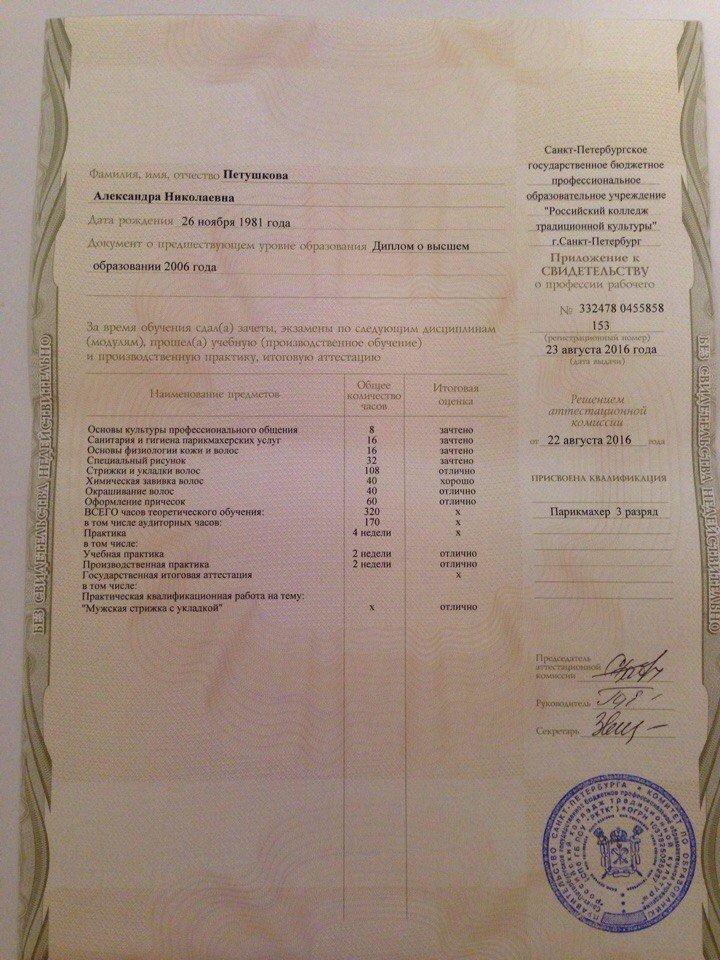 Фамилия, имя, отчество Петушкова
Александра Николаевна
Дата рождения 26 ноября 1981 года
Документ о предшествующем уровне образования Диплом о высшем
образовании 2006 года
За время обучения сдал(а) зачеты, экзамены по следующим дисциплинам
(модулям), прошел(а) учебную (производственное обучение)
и производственную практику, итоговую аттестацию
Наименование предметов Общее количество часов Итоговая оценка
Основы культуры профессионального общения 8 зачтено
Санитария и гигиена парикмахерских услуг 16 зачтено
Основы физиологии кожи и волос 16 зачтено
Специальный рисунок 32 зачтено
Стрижки и укладки волос 108 отлично
Химическая завивка волос 40 хорошо
Окрашивание волос 40 отлично
Оформление причесок 60 отлично
ВСЕГО часов теоретического обучения: 320 х
в том числе аудиторных часов: 170 х
Практика 4 недели х
в том числе:
Учебная практика 2 недели отлично
Производственная практика 2 недели отлично
Государственная итоговая аттестация х
в том числе:
Практическая квалификационная работа на тему:
"Мужская стрижка с укладкой" х отлично
Санкт-Петербургское
государственное бюджетное
профессиональное
образовательное учреждение
"Российский колледж
традиционной культуры"
г.Санкт-Петербург
Приложение к
СВИДЕТЕЛЬСТВУ
о профессии рабочего
№ 332478 0455858
153
(регистрационный номер)
23 августа 2016 года
(дата выдачи)
Решением
аттестационной
комиссии
от 22 августа 2016 года
ПРИСВОЕНА КВАЛИФИКАЦИЯ
Парикмахер 3 разряд
Председатель
аттестационной
комиссии
Руководитель
Секретарь
БЕЗ СВИДЕТЕЛЬСТВА НЕДЕЙСТВИТЕЛЬНО
БЕЗ СВИДЕТЕЛЬСТВА НЕДЕЙСТВИТЕЛЬНО
ПРАВИТЕЛЬСТВО САНКТ-ПЕТЕРБУРГА * КОМИТЕТ ПО ОБРАЗОВАНИЮ